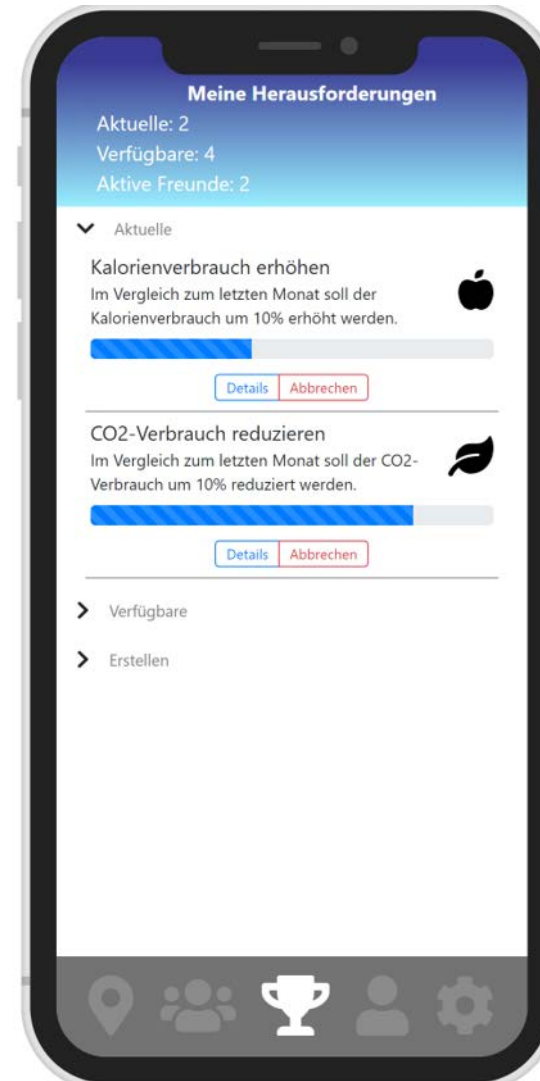 Meine Herausforderungen
Aktuelle: 2
Verfügbare: 4
Aktive Freunde: 2
Aktuelle
Kalorienverbrauch erhöhen
Im Vergleich zum letzten Monat soll der
Kalorienverbrauch um 10% erhöht werden.
Details Abbrechen
CO2-Verbrauch reduzieren
Im Vergleich zum letzten Monat soll der CO2-
Verbrauch um 10% reduziert werden.
Details Abbrechen
Verfügbare
Erstellen